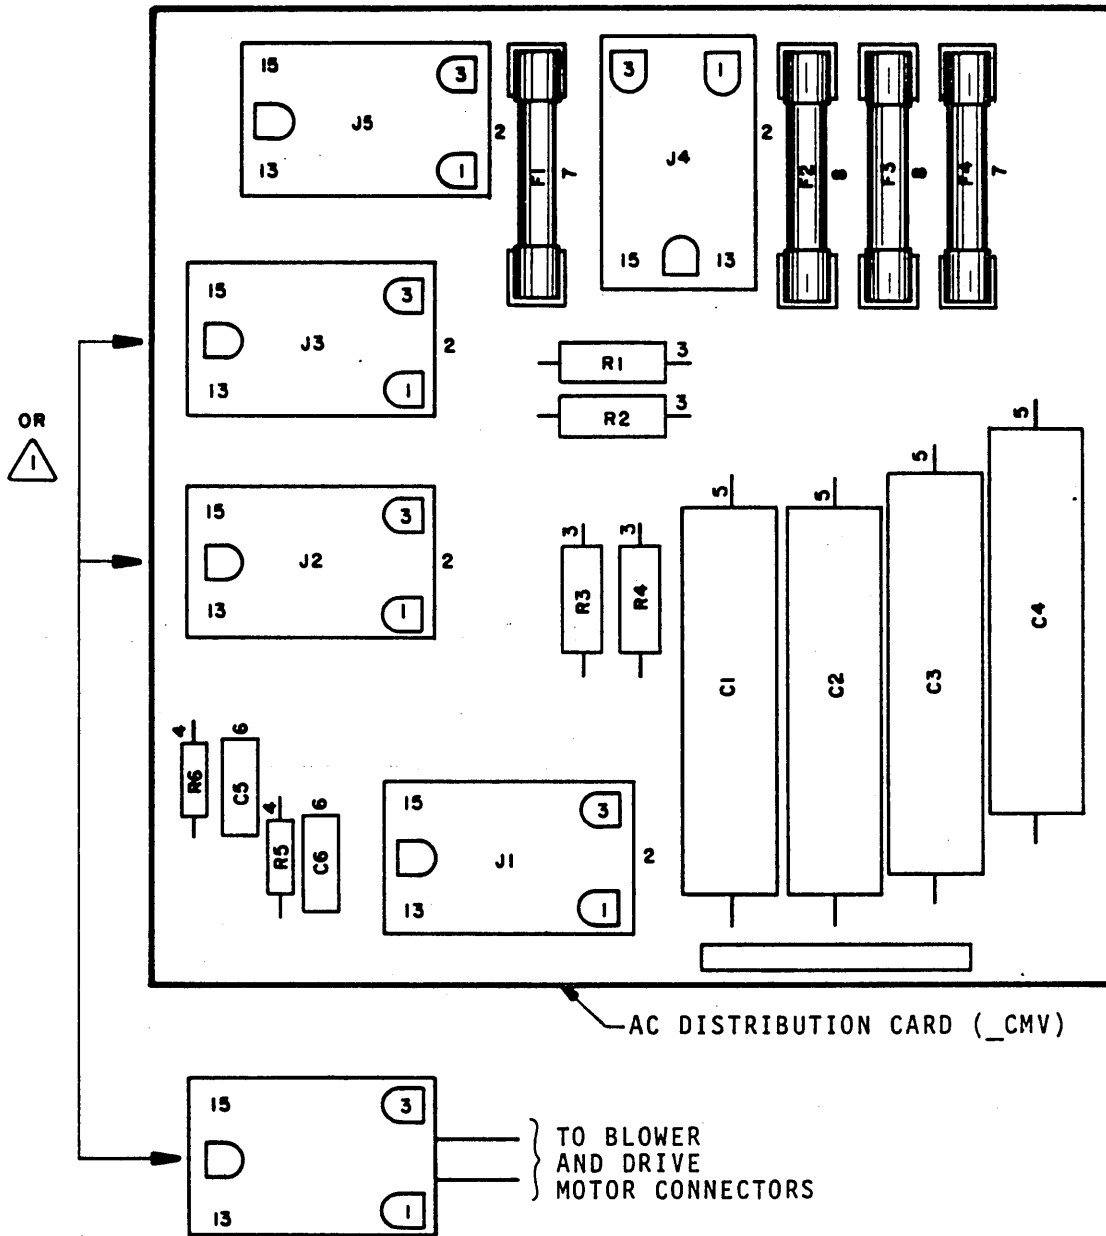 15
3
J5
2
13
1
F1
7
3
1
J4
2
15
13
F2
8
F3
8
F4
7
15
3
J3
2
13
1
R1
3
R2
3
OR
1
15
3
J2
2
13
1
3
R3
3
R4
5
C1
5
C2
5
C3
5
C4
4
R6
6
C5
4
R5
6
C6
15
3
J1
2
13
1
AC DISTRIBUTION CARD (_CMV)
15
3
13
1
TO BLOWER
AND DRIVE
MOTOR CONNECTORS